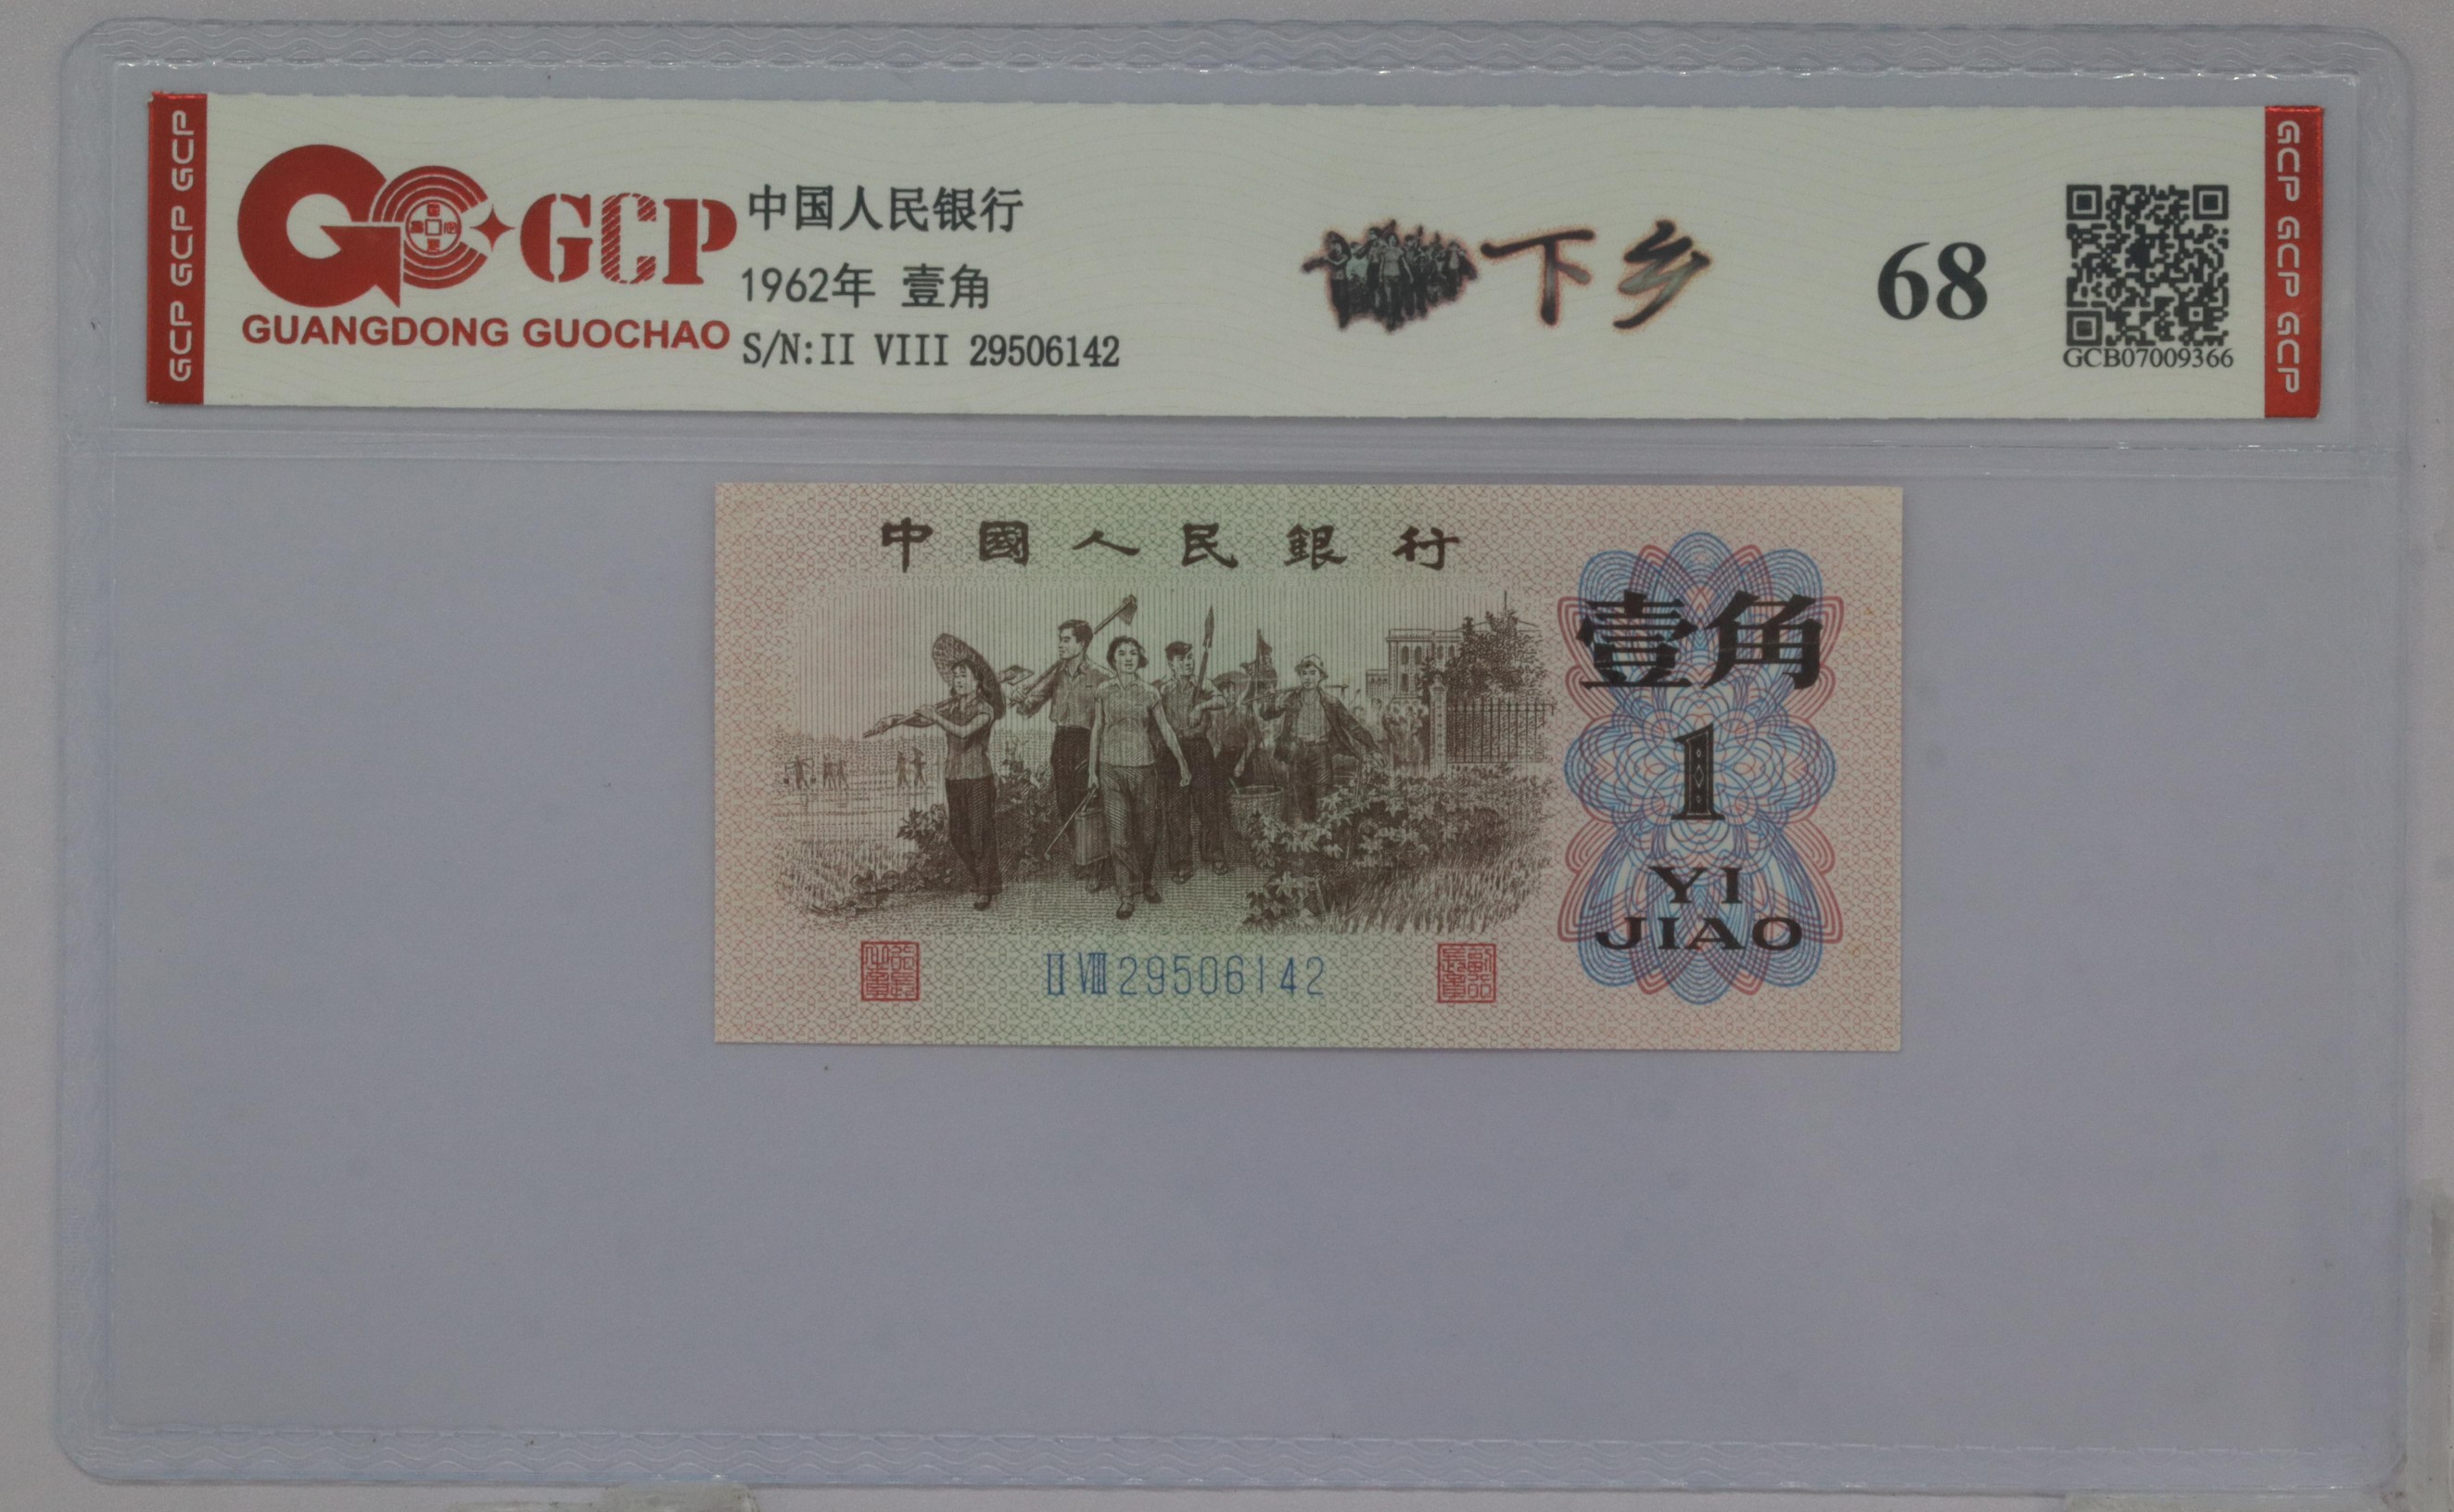 GCP GCP GCP
GCP
GUANGDONG GUOCHAO
中国人民银行
1962年 壹角
S/N:II VIII 29506142
下乡
68
GCB07009366
GCP GCP GCP
中國人民銀行
壹角
1
YI
JIAO
II VIII 29506142